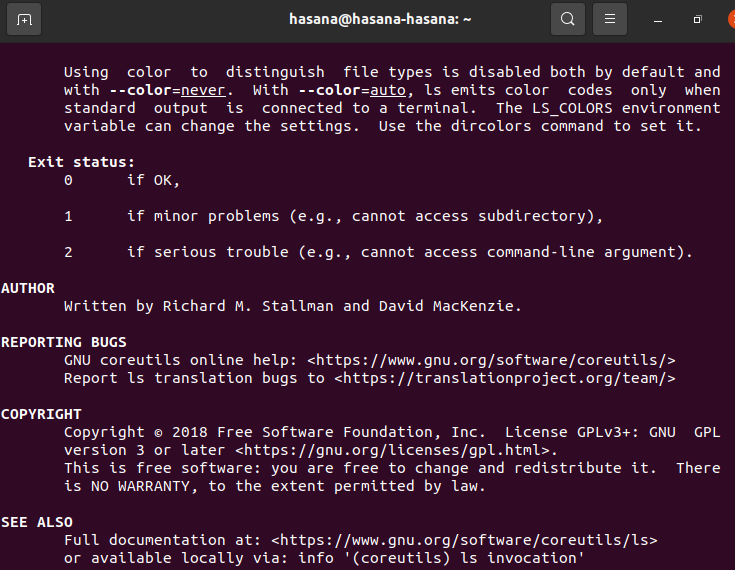 hasana@hasana-hasana: ~
Using color to distinguish file types is disabled both by default and
with --color=never. With --color=auto, ls emits color codes only when
standard output is connected to a terminal. The LS_COLORS environment
variable can change the settings. Use the dircolors command to set it.
Exit status:
0 if OK,
1 if minor problems (e.g., cannot access subdirectory),
2 if serious trouble (e.g., cannot access command-line argument).
AUTHOR
Written by Richard M. Stallman and David MacKenzie.
REPORTING BUGS
GNU coreutils online help: <https://www.gnu.org/software/coreutils/>
Report ls translation bugs to <https://translationproject.org/team/>
COPYRIGHT
Copyright © 2018 Free Software Foundation, Inc. License GPLv3+: GNU GPL
version 3 or later <https://gnu.org/licenses/gpl.html>.
This is free software: you are free to change and redistribute it. There
is NO WARRANTY, to the extent permitted by law.
SEE ALSO
Full documentation at: <https://www.gnu.org/software/coreutils/ls>
or available locally via: info '(coreutils) ls invocation'